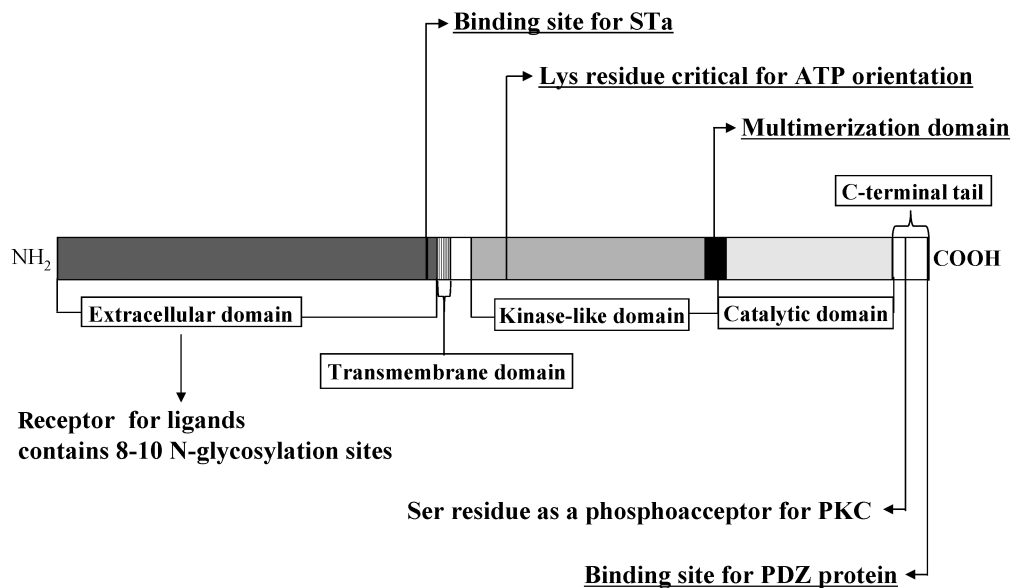 Binding site for STa
Lys residue critical for ATP orientation
Multimerization domain
C-terminal tail
NH2
COOH
Extracellular domain
Kinase-like domain
Catalytic domain
Transmembrane domain
Receptor for ligands
contains 8-10 N-glycosylation sites
Ser residue as a phosphoacceptor for PKC
Binding site for PDZ protein